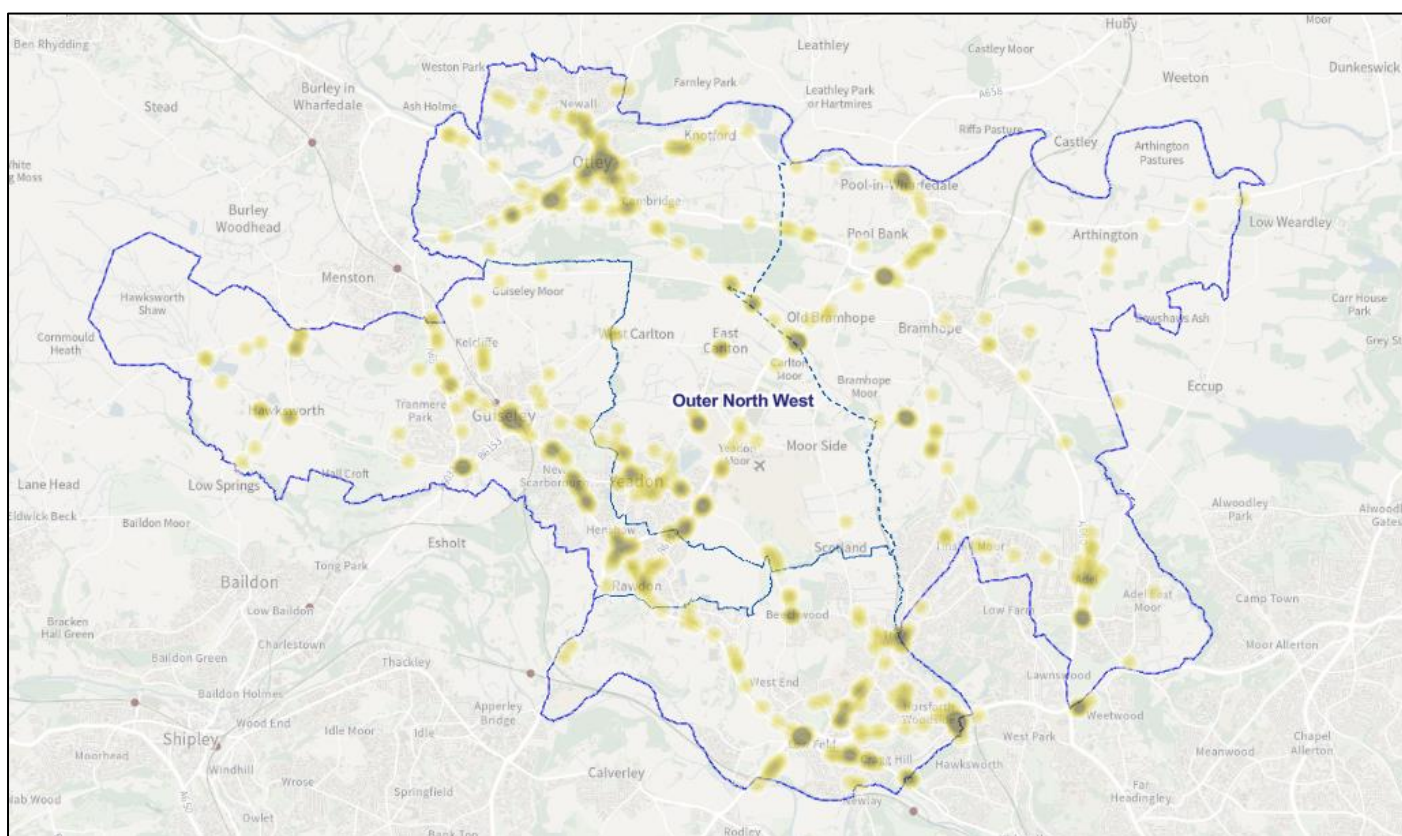 Ben Rhydding
Weston Park
Leathley
Castley Moor
Huby
Moor
Dunkeswick
Weeton
Stead
Burley in
Wharfedale
Ash Holme
Newall
Farnley Park
Leathley Park
or Hartmires
A658
Riffa Pasture
Castley
Arthington
Pastures
Knotford
Otley
Pool-in-Wharfedale
Burley
Woodhead
Cambridge
Pool Bank
Arthington
Low Weardley
Menston
Guiseley Moor
Hawksworth
Shaw
Cornmould
Heath
Kelcliffe
West Carlton
East
Carlton
Old Bramhope
Bramhope
Carr House
Park
Carlton
Moor
Bramhope
Moor
Eccup
Outer North West
Hawksworth
Tranmere
Park
Guiseley
Moor Side
Yeadon
Moor
Lane Head
Low Springs
Scarborough
Yeadon
Alwoodley
Park
Gates
Baildon Moor
Esholt
Scotland
Baildon
Tong Park
Rawdon
Adel
Low Baildon
Beechwood
Low Farm
Adel East
Moor
Camp Town
Bracken
Hall Green
Charlestown
Moor Allerton
Baildon Green
Thackley
Lawnswood
West End
Baildon Holmes
Apperley
Bridge
Horsforth
Wood End
Idle Moor
Idle
West Park
Weetwood
Shipley
Moorhead
Meanwood
Chapel
Allerton
Windhill
Wrose
Calverley
Hawksworth
Springfield
Newlay
Far
Headingley
Owlet
Rodley